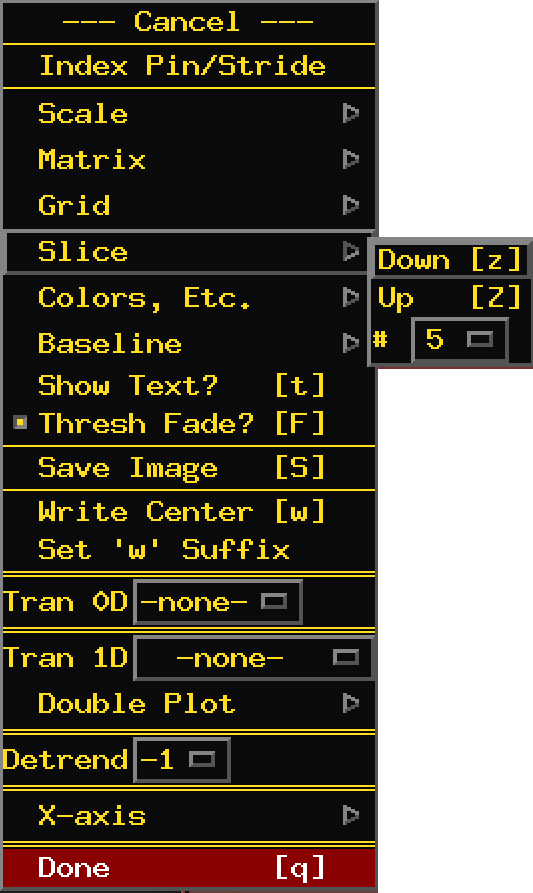 --- Cancel ---
Index Pin/Stride
Scale
Matrix
Grid
Slice
Down [z]
Up [Z]
# 5
Colors, Etc.
Baseline
Show Text? [t]
Thresh Fade? [F]
Save Image [S]
Write Center [w]
Set 'w' Suffix
Tran 0D -none-
Tran 1D -none-
Double Plot
Detrend -1
X-axis
Done [q]